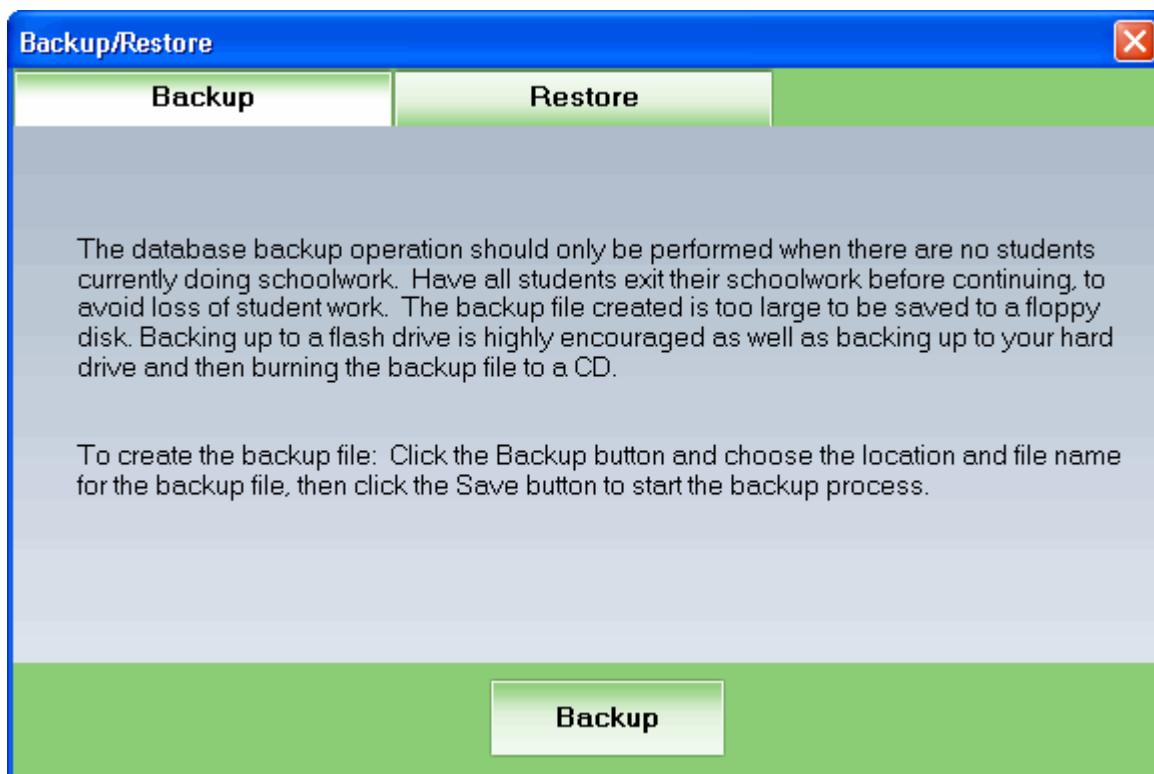 Backup/Restore
Backup
Restore
The database backup operation should only be performed when there are no students
currently doing schoolwork.  Have all students exit their schoolwork before continuing, to
avoid loss of student work.  The backup file created is too large to be saved to a floppy
disk. Backing up to a flash drive is highly encouraged as well as backing up to your hard
drive and then burning the backup file to a CD.
To create the backup file:  Click the Backup button and choose the location and file name
for the backup file, then click the Save button to start the backup process.
Backup